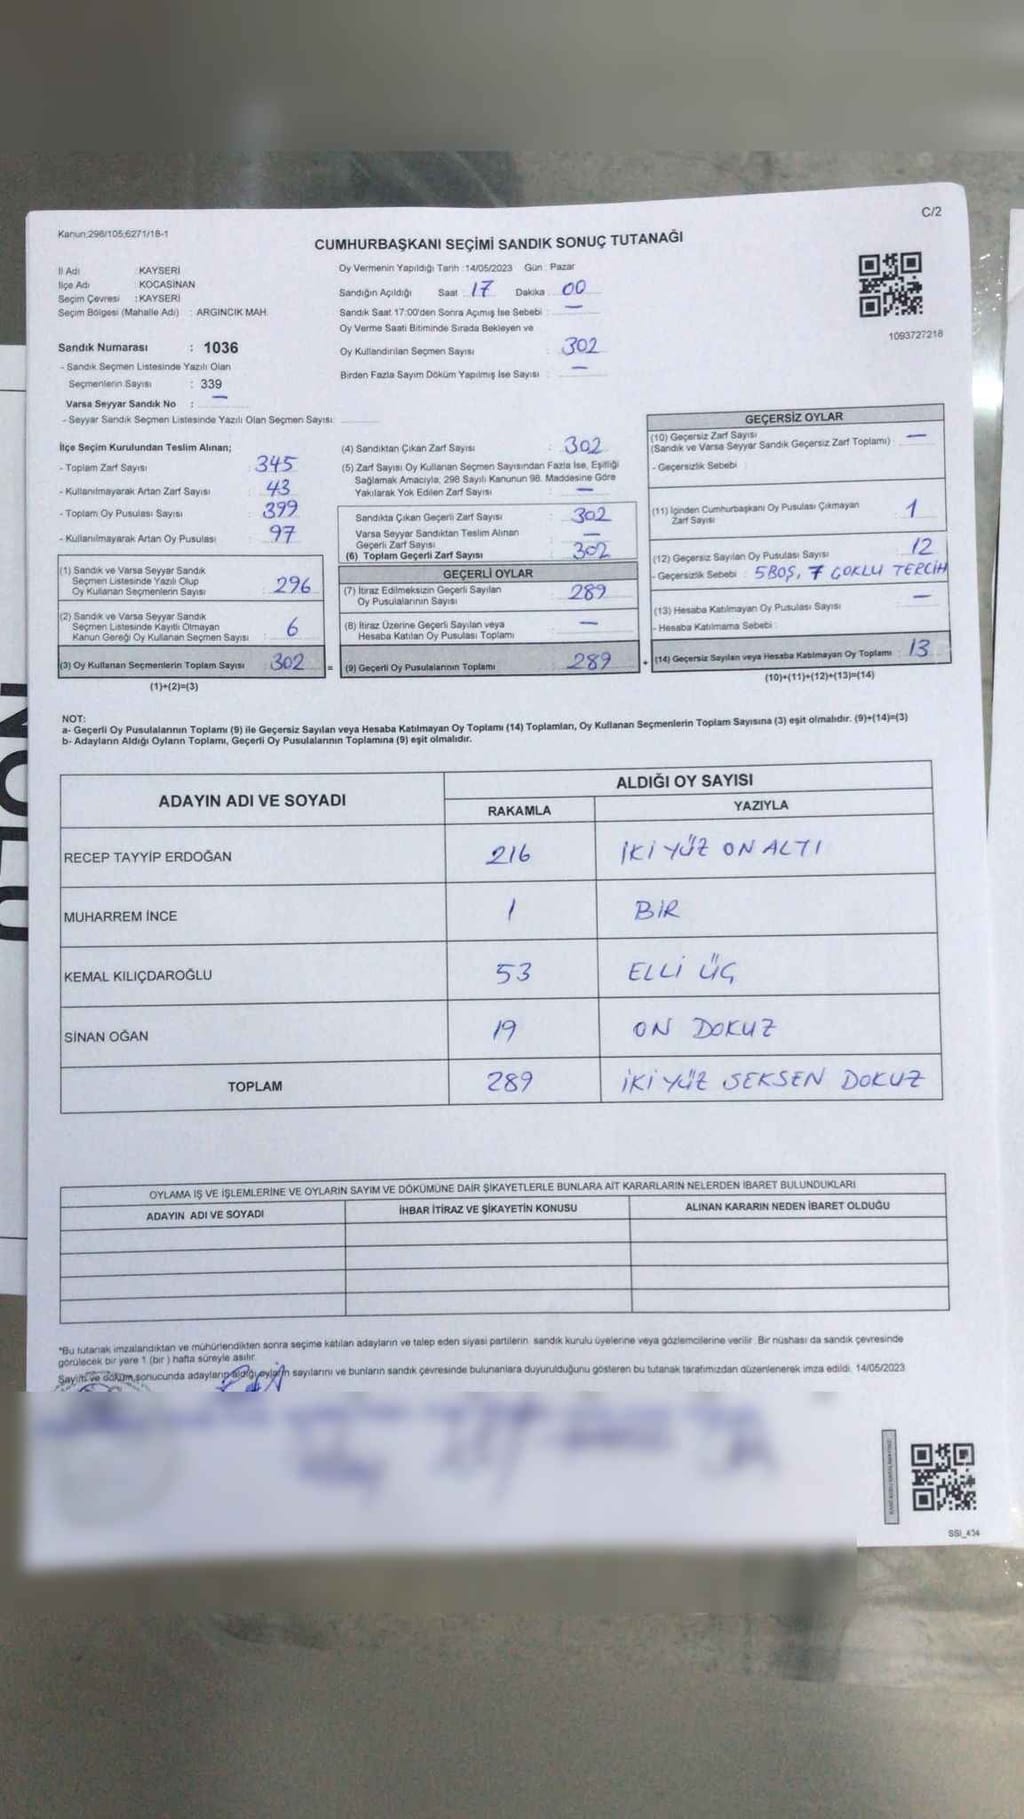 C/2
Kanun:298/105;6271/18-1
CUMHURBAŞKANI SEÇİMİ SANDIK SONUÇ TUTANAĞI
İl Adı : KAYSERİ
İlçe Adı : KOCASİNAN
Seçim Çevresi : KAYSERİ
Seçim Bölgesi (Mahalle Adı) : ARGINCIK MAH.
Sandık Numarası : 1036
- Sandık Seçmen Listesinde Yazılı Olan
Seçmenlerin Sayısı : 339
Varsa Seyyar Sandık No : —
- Seyyar Sandık Seçmen Listesinde Yazılı Olan Seçmen Sayısı :
Oy Vermenin Yapıldığı Tarih : 14/05/2023 Gün : Pazar
Sandığın Açıldığı Saat : 17 Dakika : 00
Sandık Saat 17:00'den Sonra Açımış İse Sebebi : —
Oy Verme Saati Bitiminde Sırada Bekleyen ve
Oy Kullandırılan Seçmen Sayısı : 302
Birden Fazla Sayım Döküm Yapılmış İse Sayısı : —
1093727218
İlçe Seçim Kurulundan Teslim Alınan;
- Toplam Zarf Sayısı : 345
- Kullanılmayarak Artan Zarf Sayısı : 43
- Toplam Oy Pusulası Sayısı : 399
- Kullanılmayarak Artan Oy Pusulası : 97
(1) Sandık ve Varsa Seyyar Sandık
Seçmen Listesinde Yazılı Olup
Oy Kullanan Seçmenlerin Sayısı : 296
(2) Sandık ve Varsa Seyyar Sandık
Seçmen Listesinde Kayıtlı Olmayan
Kanun Gereği Oy Kullanan Seçmen Sayısı : 6
(3) Oy Kullanan Seçmenlerin Toplam Sayısı : 302
(1)+(2)=(3)
(4) Sandıktan Çıkan Zarf Sayısı : 302
(5) Zarf Sayısı Oy Kullanan Seçmen Sayısından Fazla İse, Eşitliği
Sağlamak Amacıyla, 298 Sayılı Kanunun 98. Maddesine Göre
Yakılarak Yok Edilen Zarf Sayısı : —
Sandıkta Çıkan Geçerli Zarf Sayısı : 302
Varsa Seyyar Sandıktan Teslim Alınan
Geçerli Zarf Sayısı : —
(6) Toplam Geçerli Zarf Sayısı : 302
GEÇERLİ OYLAR
(7) İtiraz Edilmeksizin Geçerli Sayılan
Oy Pusulalarının Sayısı : 289
(8) İtiraz Üzerine Geçerli Sayılan veya
Hesaba Katılan Oy Pusulası Toplamı : —
= (9) Geçerli Oy Pusulalarının Toplamı : 289
GEÇERSİZ OYLAR
(10) Geçersiz Zarf Sayısı
(Sandık ve Varsa Seyyar Sandık Geçersiz Zarf Toplamı) : —
- Geçersizlik Sebebi :
(11) İçinden Cumhurbaşkanı Oy Pusulası Çıkmayan
Zarf Sayısı : 1
(12) Geçersiz Sayılan Oy Pusulası Sayısı : 12
- Geçersizlik Sebebi : 5 BOŞ, 7 ÇOKLU TERCİH
(13) Hesaba Katılmayan Oy Pusulası Sayısı : —
- Hesaba Katılmama Sebebi :
+ (14) Geçersiz Sayılan veya Hesaba Katılmayan Oy Toplamı : 13
(10)+(11)+(12)+(13)=(14)
NOT:
a- Geçerli Oy Pusulalarının Toplamı (9) ile Geçersiz Sayılan veya Hesaba Katılmayan Oy Toplamı (14) Toplamları, Oy Kullanan Seçmenlerin Toplam Sayısına (3) eşit olmalıdır. (9)+(14)=(3)
b- Adayların Aldığı Oyların Toplamı, Geçerli Oy Pusulalarının Toplamına (9) eşit olmalıdır.
ADAYIN ADI VE SOYADI
ALDIĞI OY SAYISI
RAKAMLA YAZIYLA
RECEP TAYYİP ERDOĞAN 216 İKİ YÜZ ON ALTI
MUHARREM İNCE 1 BİR
KEMAL KILIÇDAROĞLU 53 ELLİ ÜÇ
SİNAN OĞAN 19 ON DOKUZ
TOPLAM 289 İKİ YÜZ SEKSEN DOKUZ
OYLAMA İŞ VE İŞLEMLERİNE VE OYLARIN SAYIM VE DÖKÜMÜNE DAİR ŞİKAYETLERLE BUNLARA AİT KARARLARIN NELERDEN İBARET BULUNDUKLARI
ADAYIN ADI VE SOYADI İHBAR İTİRAZ VE ŞİKAYETİN KONUSU ALINAN KARARIN NEDEN İBARET OLDUĞU
*Bu tutanak imzalandıktan ve mühürlendikten sonra seçime katılan adayların ve talep eden siyasi partilerin sandık kurulu üyelerine veya gözlemcilerine verilir. Bir nüshası da sandık çevresinde
görülecek bir yere 1 (bir) hafta süreyle asılır.
Sayım ve döküm sonucunda adayların aldığı oyların sayılarını ve bunların sandık çevresinde bulunanlara duyurulduğunu gösteren bu tutanak tarafımızdan düzenlenerek imza edildi. 14/05/2023
SSI_434